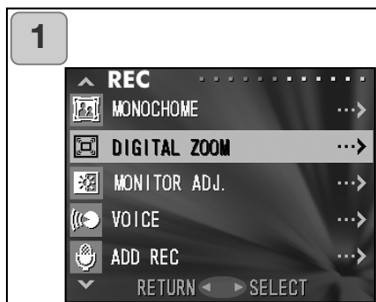 1
REC
MONOCHOME
DIGITAL ZOOM
MONITOR ADJ.
VOICE
ADD REC
RETURN SELECT